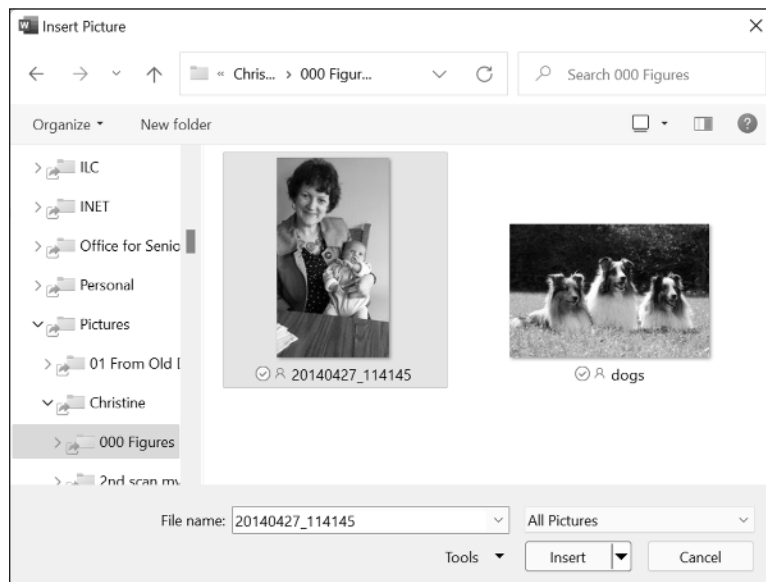 Insert Picture
« Chris... › 000 Figur...
Search 000 Figures
Organize
New folder
ILC
INET
Office for Senio
Personal
Pictures
01 From Old
Christine
000 Figures
2nd scan my
20140427_114145
dogs
File name: 20140427_114145
All Pictures
Tools
Insert
Cancel